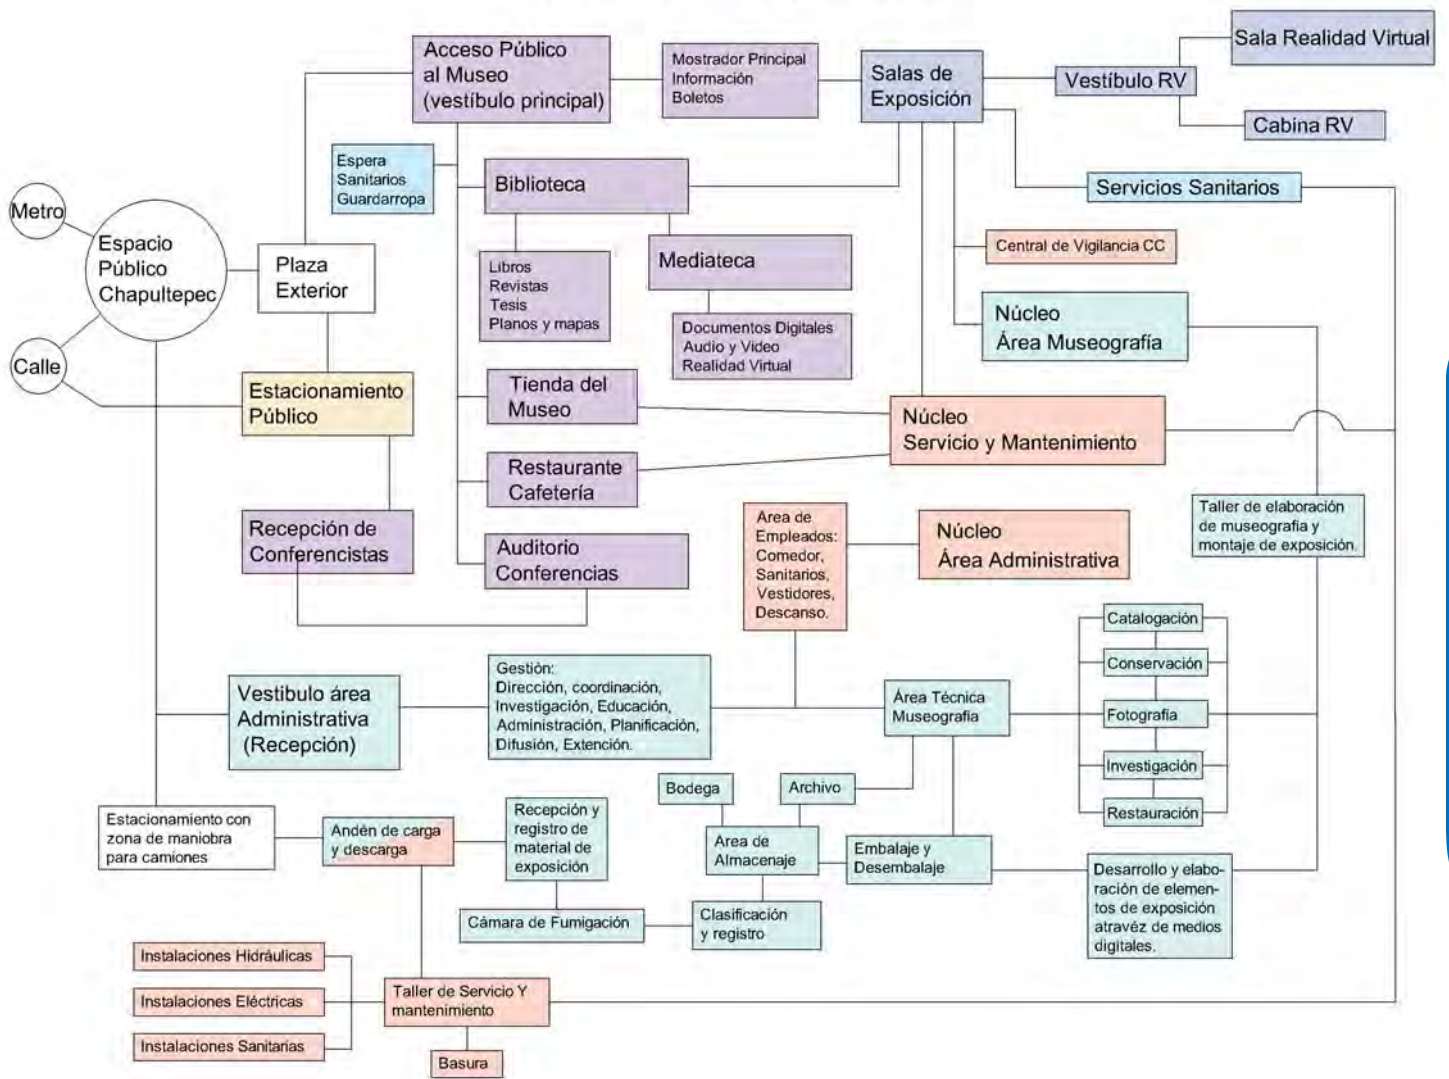 Acceso Público
al Museo
(vestíbulo principal)
Mostrador Principal
Información
Boletos
Salas de
Exposición
Vestíbulo RV
Sala Realidad Virtual
Cabina RV
Espera
Sanitarios
Guardarropa
Biblioteca
Servicios Sanitarios
Metro
Espacio
Público
Chapultepec
Plaza
Exterior
Libros
Revistas
Tesis
Planos y mapas
Mediateca
Central de Vigilancia CC
Documentos Digitales
Audio y Video
Realidad Virtual
Núcleo
Área Museografía
Calle
Estacionamiento
Público
Tienda del
Museo
Núcleo
Servicio y Mantenimiento
Restaurante
Cafetería
Recepción de
Conferencistas
Auditorio
Conferencias
Area de
Empleados:
Comedor,
Sanitarios,
Vestidores,
Descanso.
Núcleo
Área Administrativa
Taller de elaboración
de museografia y
montaje de exposición.
Vestibulo área
Administrativa
(Recepción)
Gestión:
Dirección, coordinación,
Investigación, Educación,
Administración, Planificación,
Difusión, Extención.
Área Técnica
Museografía
Catalogación
Conservación
Fotografía
Investigación
Restauración
Estacionamiento con
zona de maniobra
para camiones
Andén de carga
y descarga
Recepción y
registro de
material de
exposición
Bodega
Archivo
Area de
Almacenaje
Embalaje y
Desembalaje
Desarrollo y elabo-
ración de elemen-
tos de exposición
atravéz de medios
digitales.
Cámara de Fumigación
Clasificación
y registro
Instalaciones Hidráulicas
Instalaciones Eléctricas
Instalaciones Sanitarias
Taller de Servicio Y
mantenimiento
Basura